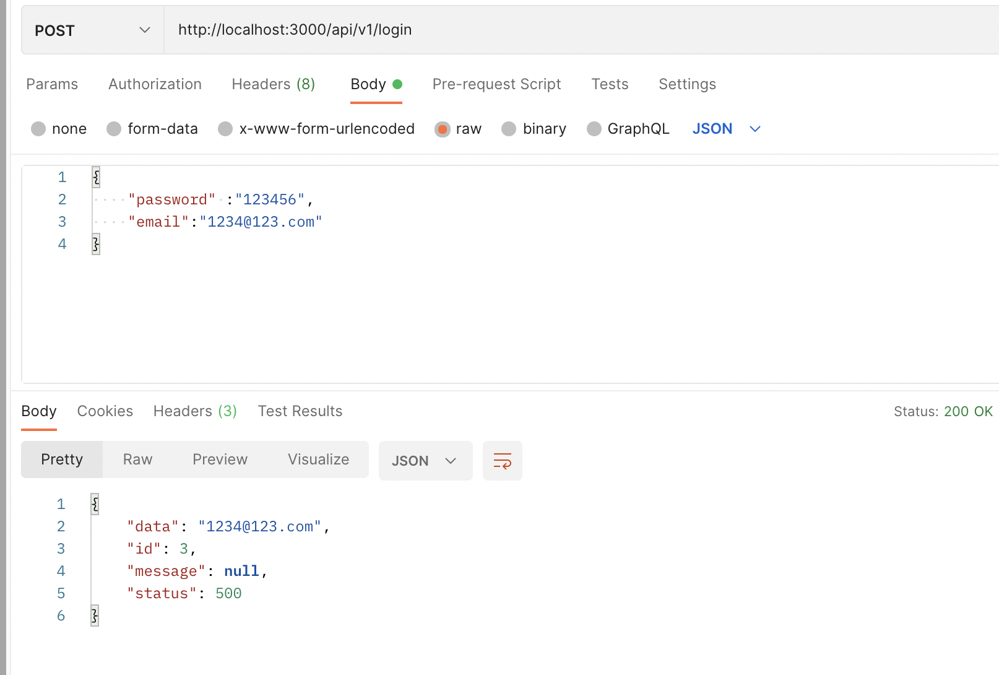 POST http://localhost:3000/api/v1/login
Params Authorization Headers (8) Body Pre-request Script Tests Settings
none form-data x-www-form-urlencoded raw binary GraphQL JSON
1 {
2 "password" :"123456",
3 "email":"1234@123.com"
4 }
Body Cookies Headers (3) Test Results Status: 200 OK
Pretty Raw Preview Visualize JSON
1 {
2 "data": "1234@123.com",
3 "id": 3,
4 "message": null,
5 "status": 500
6 }